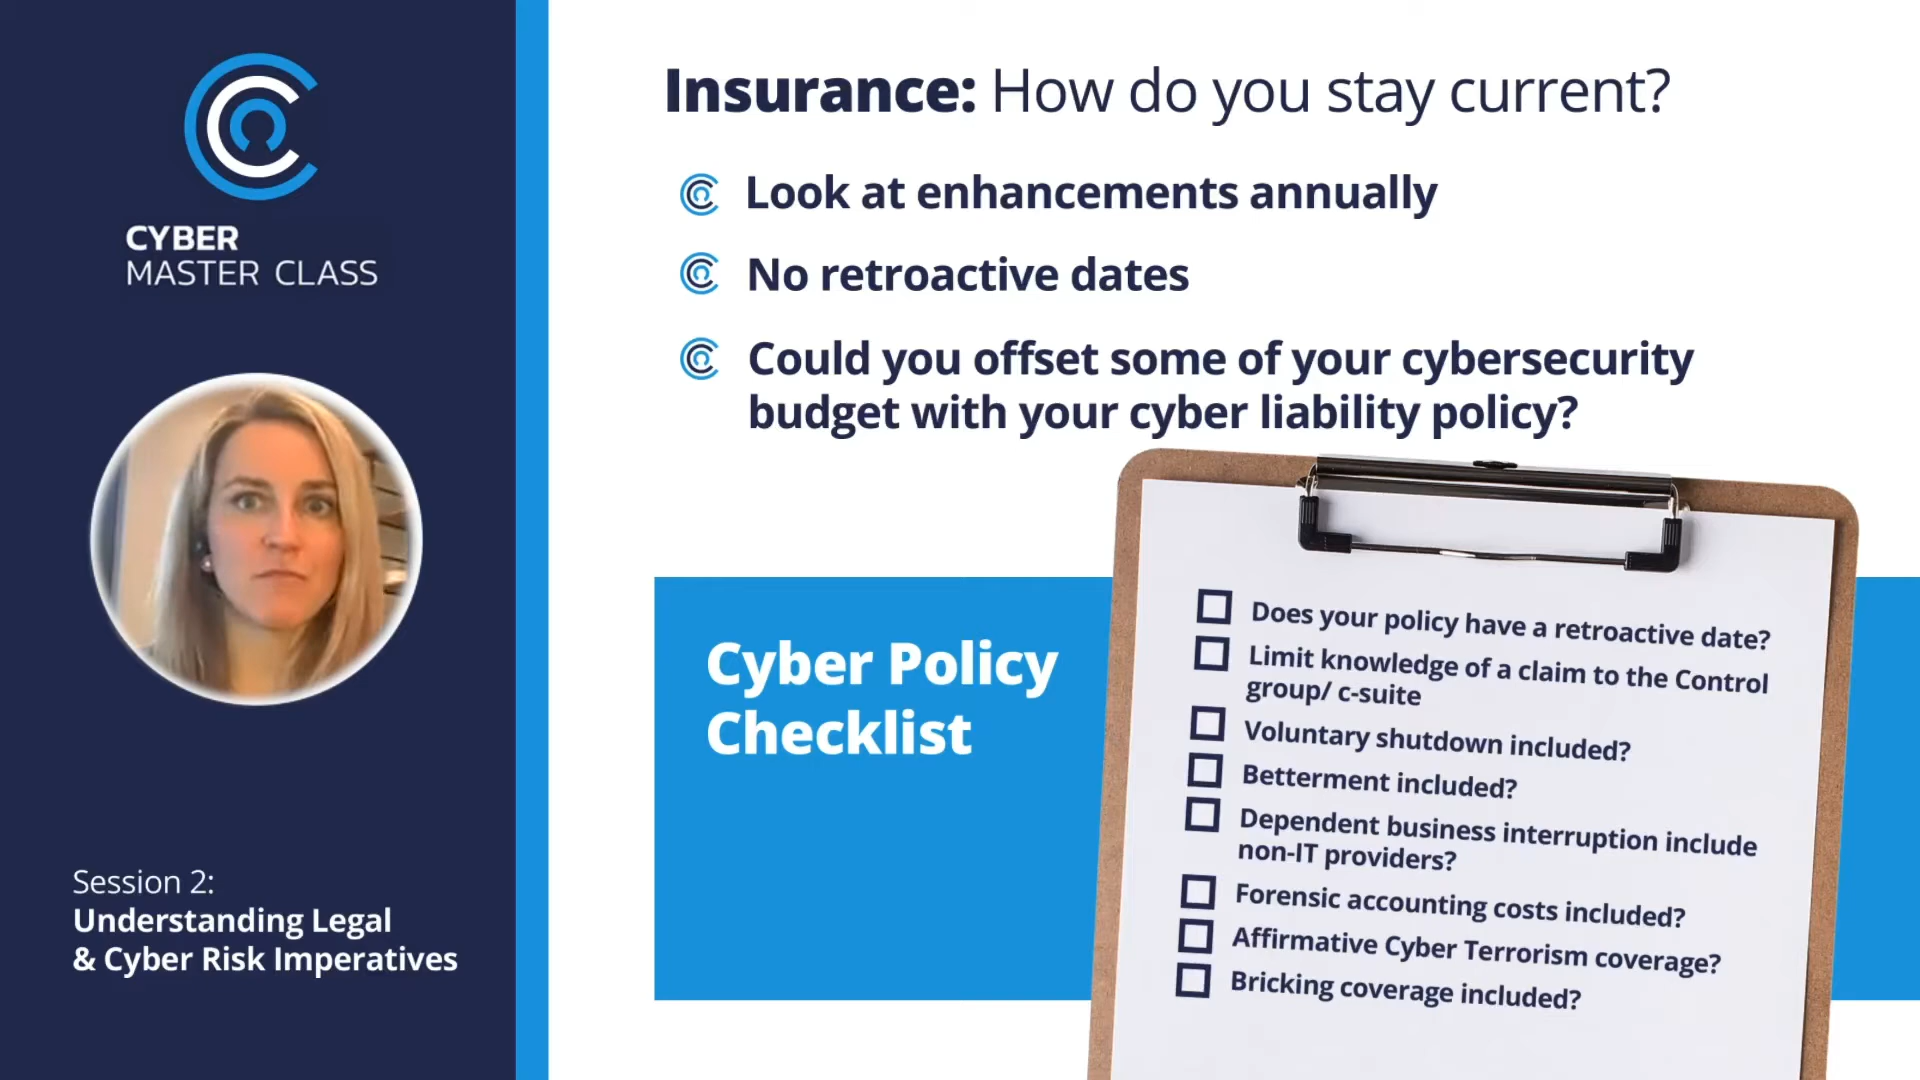 CYBER
MASTER CLASS
Session 2:
Understanding Legal
& Cyber Risk Imperatives
Insurance: How do you stay current?
Look at enhancements annually
No retroactive dates
Could you offset some of your cybersecurity
budget with your cyber liability policy?
Cyber Policy
Checklist
Does your policy have a retroactive date?
Limit knowledge of a claim to the Control
group/ c-suite
Voluntary shutdown included?
Betterment included?
Dependent business interruption include
non-IT providers?
Forensic accounting costs included?
Affirmative Cyber Terrorism coverage?
Bricking coverage included?